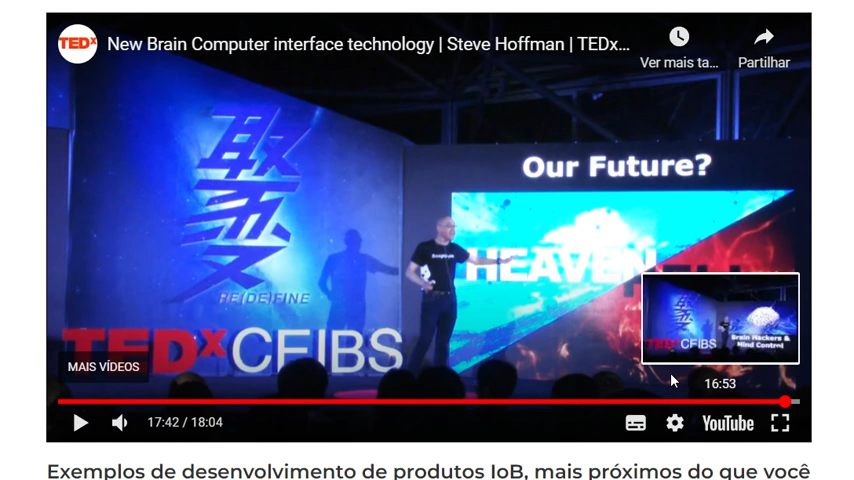 TEDx
New Brain Computer interface technology | Steve Hoffman | TEDx...
Ver mais ta...
Partilhar
聚变
RE(DE)FINE
Our Future?
HEAVEN
TEDxCEIBS
MAIS VÍDEOS
Brain Hackers &
Mind Control
16:53
17:42 / 18:04
YouTube
Exemplos de desenvolvimento de produtos IoB, mais próximos do que você